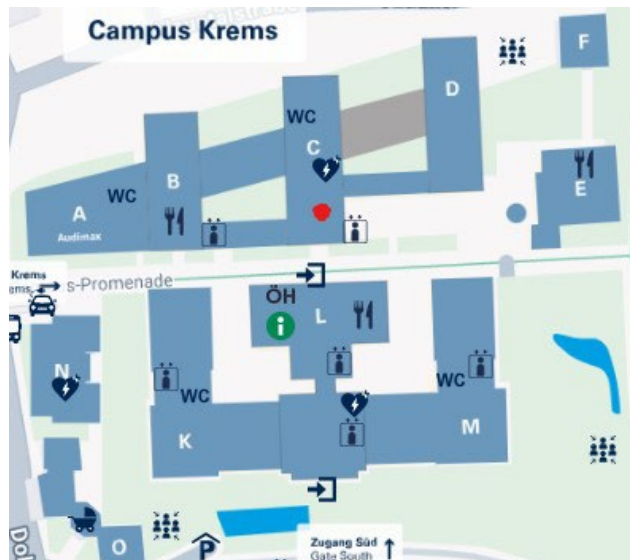 Campus Krems
F
D
WC
C
B
WC
A
Audimax
E
Krems
s-Promenade
ÖH
i
L
N
WC
WC
K
M
O
P
Zugang Süd
Gate South